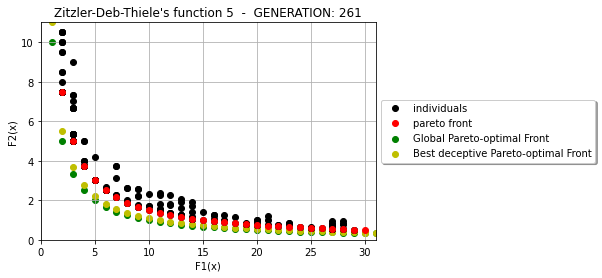 Zitzler-Deb-Thiele's function 5 - GENERATION: 261
F2(x)
10
8
6
4
2
0
0 5 10 15 20 25 30
F1(x)
individuals
pareto front
Global Pareto-optimal Front
Best deceptive Pareto-optimal Front